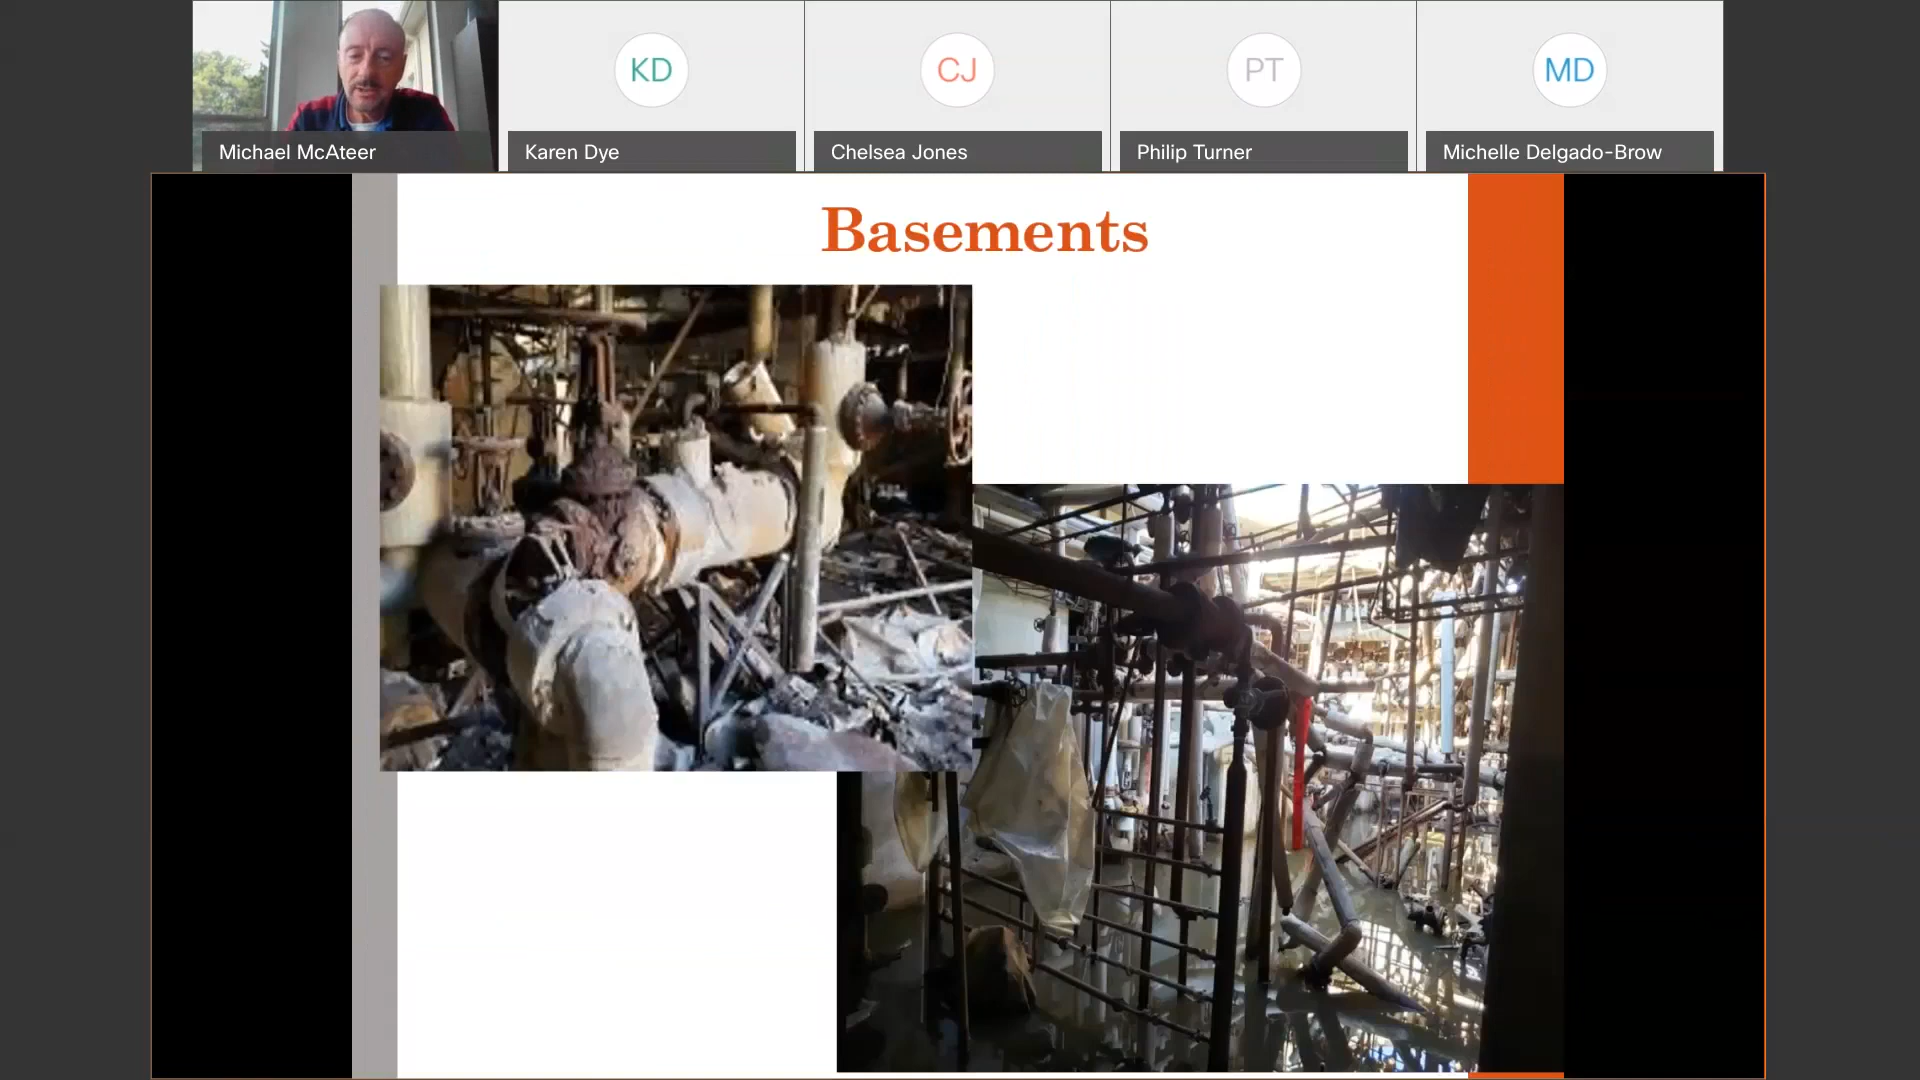 KD
CJ
PT
MD
Michael McAteer
Karen Dye
Chelsea Jones
Philip Turner
Michelle Delgado-Brow
Basements